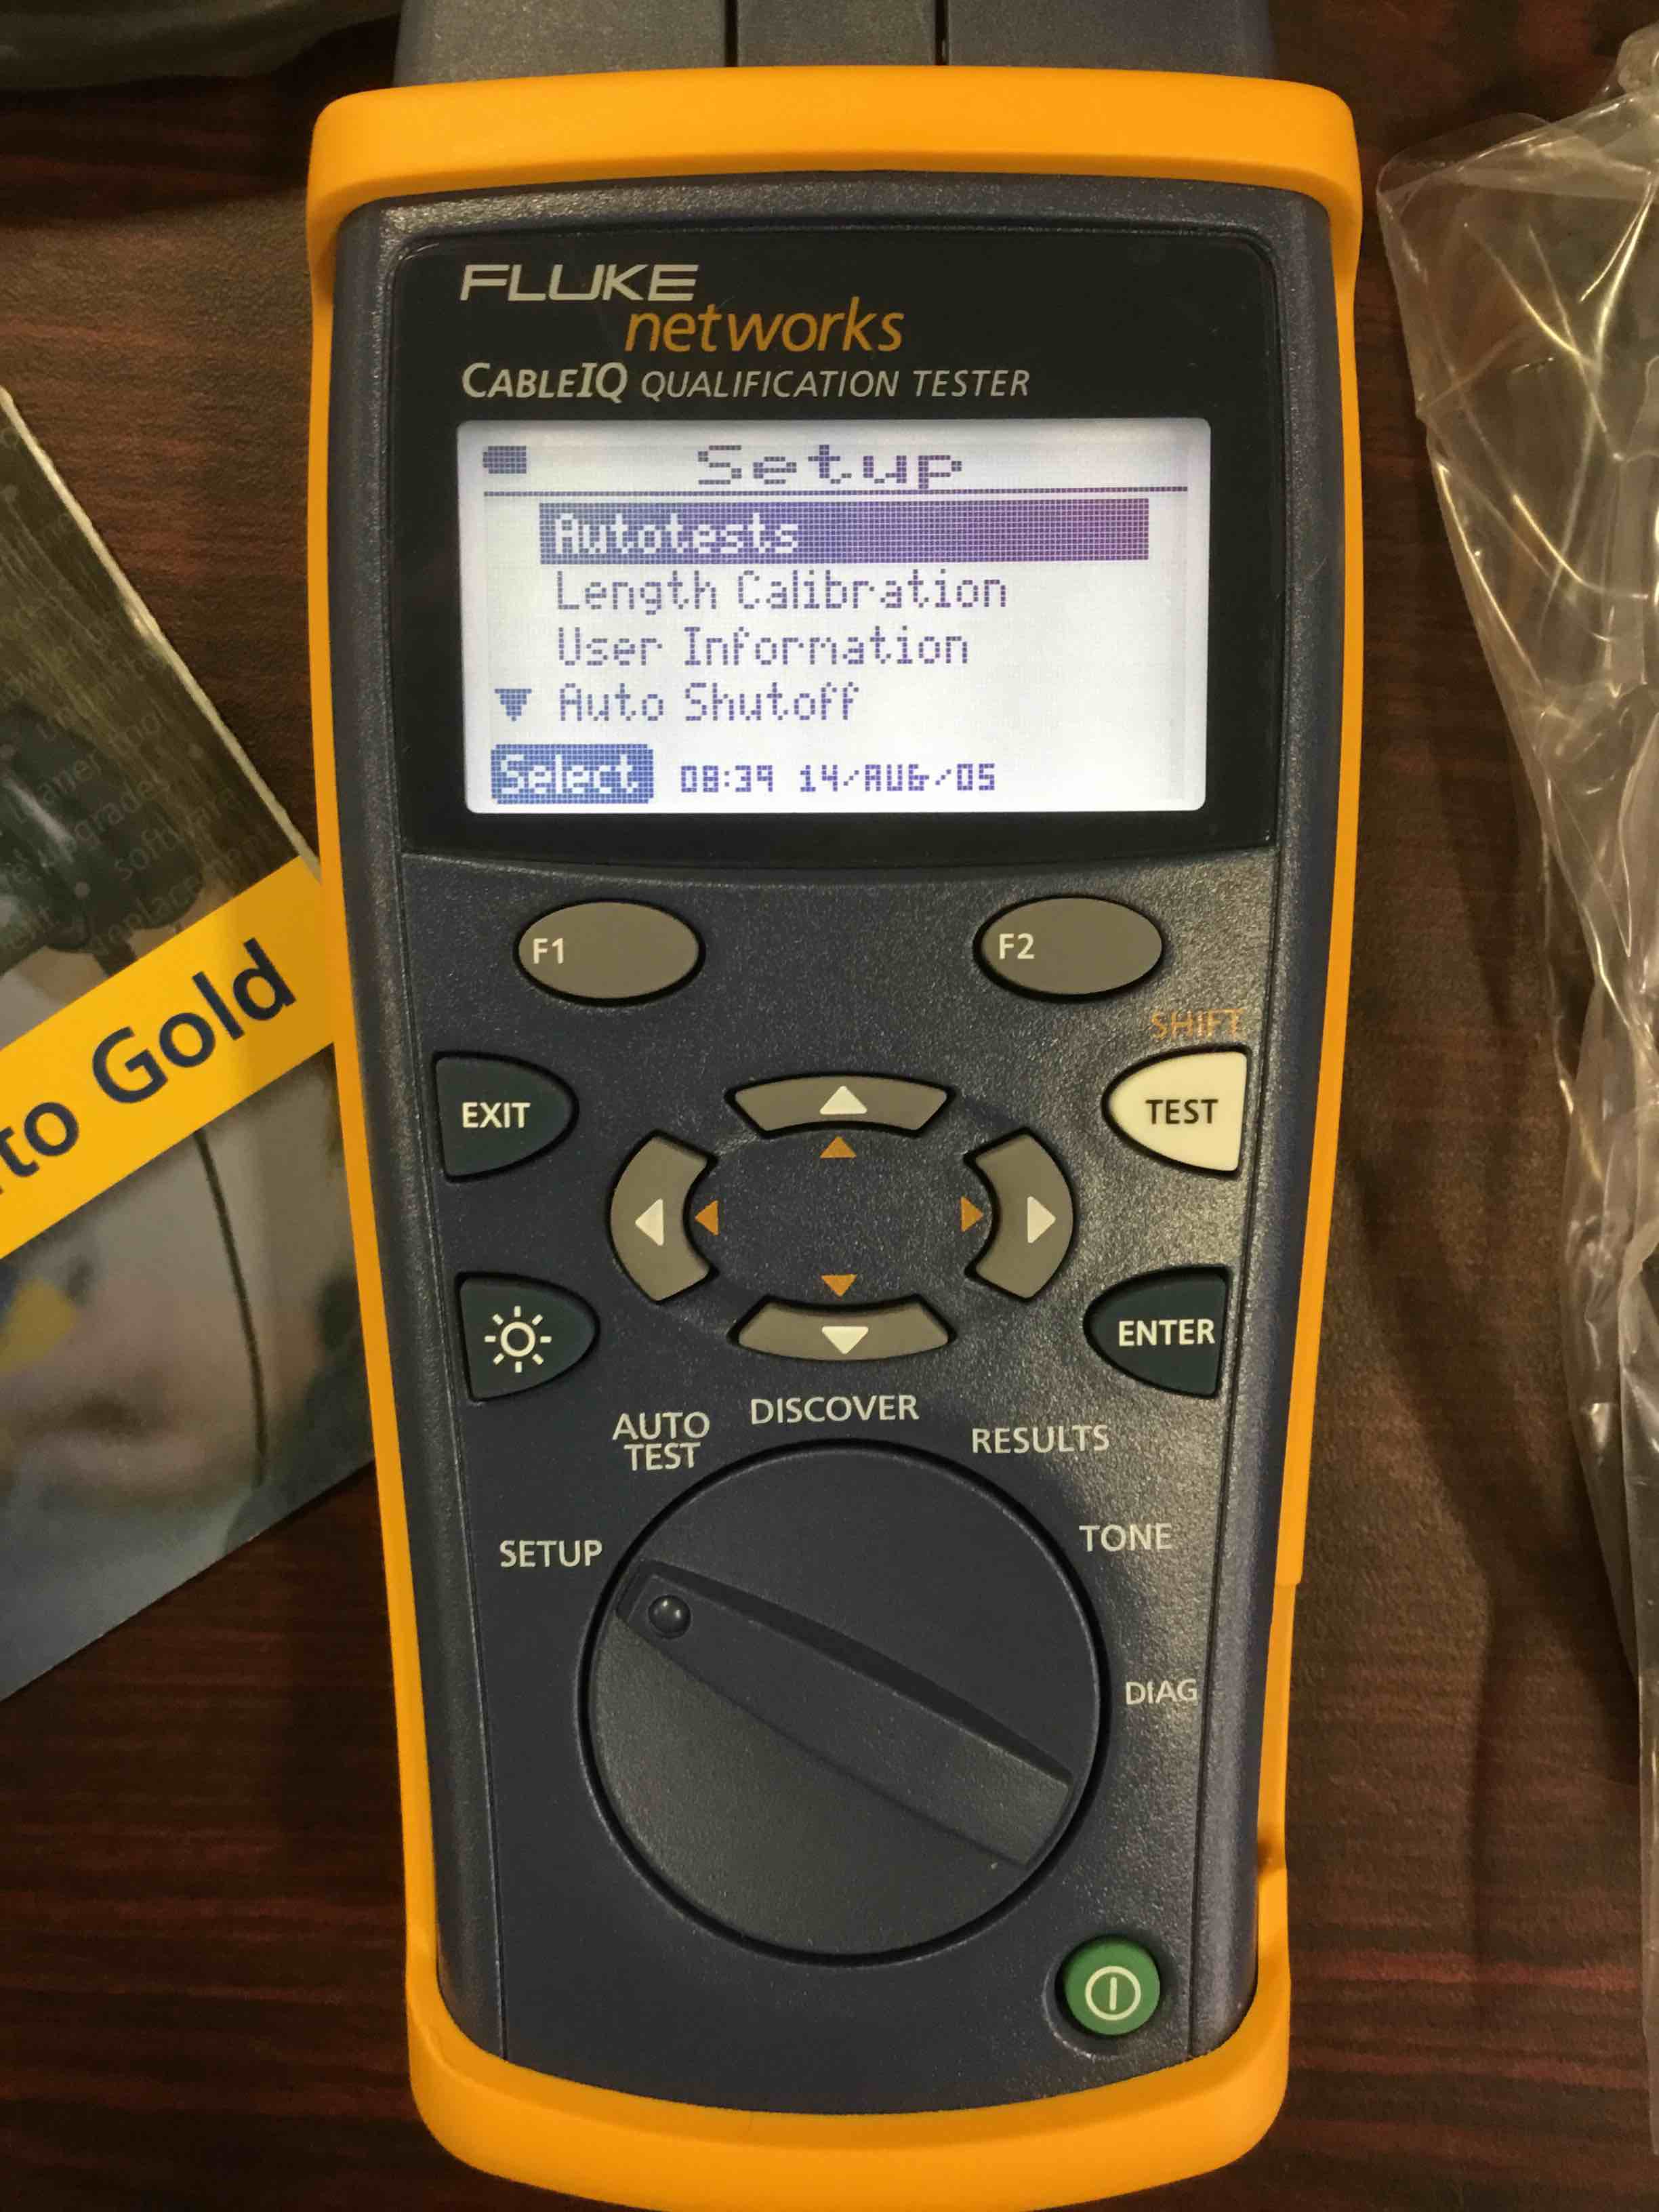 FLUKE
networks
CABLEIQ QUALIFICATION TESTER
Setup
Autotests
Length Calibration
User Information
Auto Shutoff
Select 08:39 14/AUG/05
F1 F2
SHIFT
EXIT TEST
ENTER
AUTO TEST
DISCOVER
RESULTS
SETUP
TONE
DIAG
software
to Gold